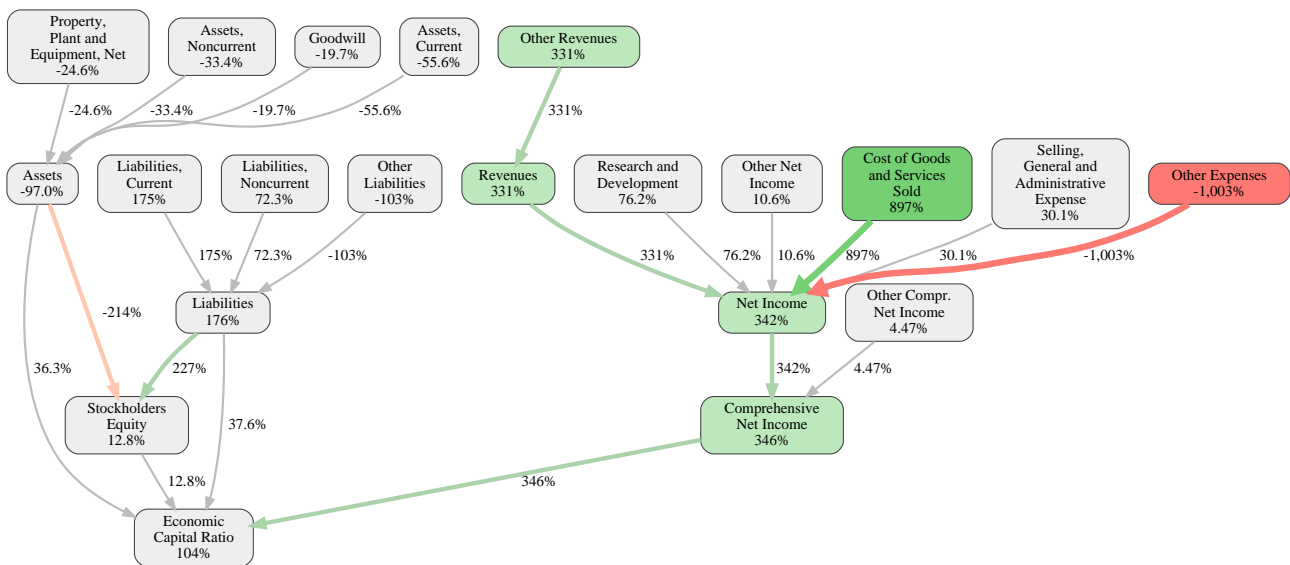 Property,
Plant and
Equipment, Net
-24.6%
Assets,
Noncurrent
-33.4%
Goodwill
-19.7%
Assets,
Current
-55.6%
Other Revenues
331%
-24.6%
-33.4%
-19.7%
-55.6%
331%
Assets
-97.0%
Liabilities,
Current
175%
Liabilities,
Noncurrent
72.3%
Other
Liabilities
-103%
Revenues
331%
Research and
Development
76.2%
Other Net
Income
10.6%
Cost of Goods
and Services
Sold
897%
Selling,
General and
Administrative
Expense
30.1%
Other Expenses
-1,003%
175%
72.3%
-103%
331%
76.2%
10.6%
897%
30.1%
-1,003%
Liabilities
176%
Net Income
342%
Other Compr.
Net Income
4.47%
-214%
36.3%
227%
342%
4.47%
Stockholders
Equity
12.8%
37.6%
Comprehensive
Net Income
346%
12.8%
346%
Economic
Capital Ratio
104%